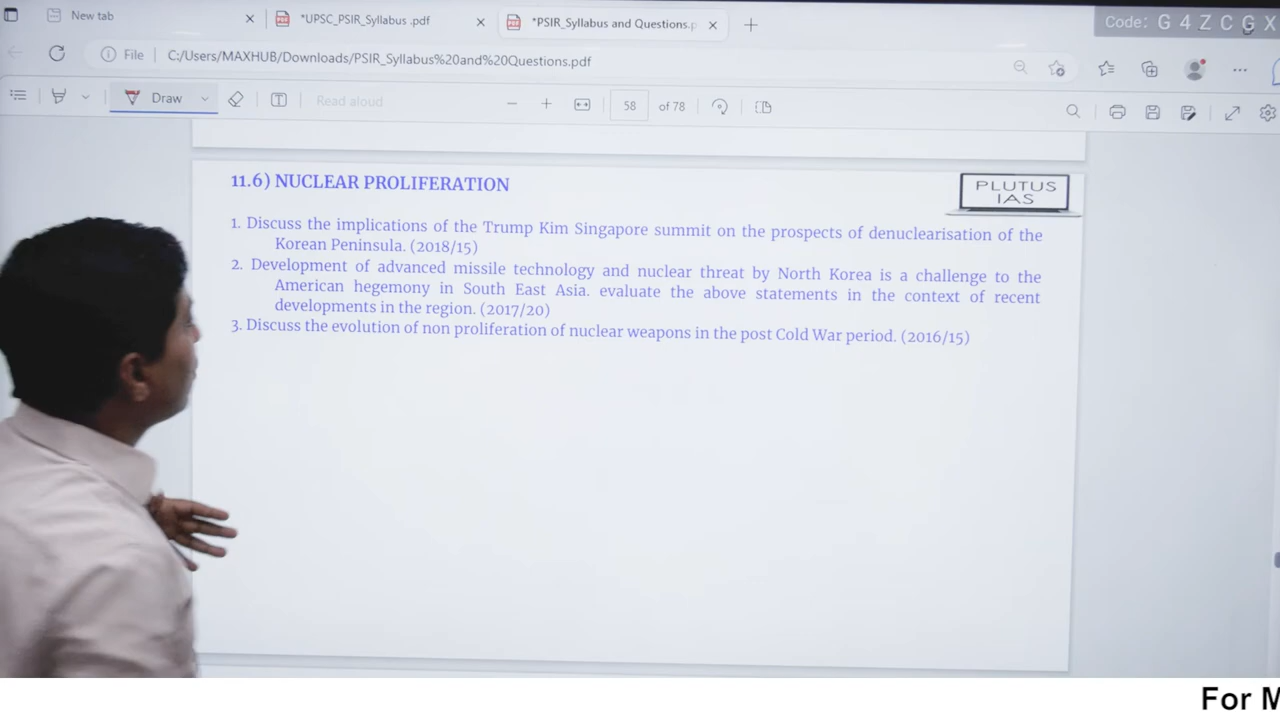 New tab
*UPSC_PSIR_Syllabus .pdf
*PSIR_Syllabus and Questions.p
Code: G 4 Z C G X
File
C:/Users/MAXHUB/Downloads/PSIR_Syllabus%20and%20Questions.pdf
Draw
Read aloud
58 of 78
11.6) NUCLEAR PROLIFERATION
PLUTUS
IAS
1. Discuss the implications of the Trump Kim Singapore summit on the prospects of denuclearisation of the
Korean Peninsula. (2018/15)
2. Development of advanced missile technology and nuclear threat by North Korea is a challenge to the
American hegemony in South East Asia. evaluate the above statements in the context of recent
developments in the region. (2017/20)
3. Discuss the evolution of non proliferation of nuclear weapons in the post Cold War period. (2016/15)
For M